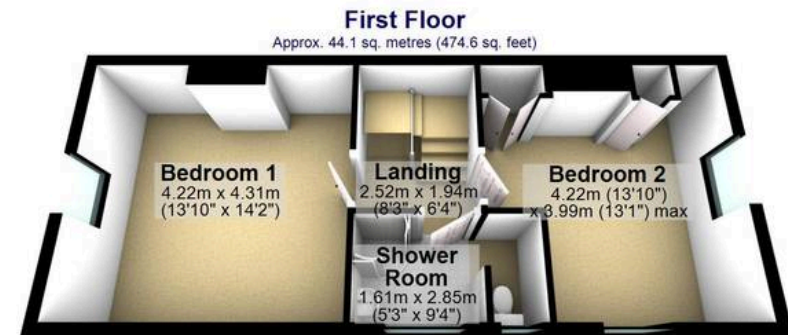 First Floor
Approx. 44.1 sq. metres (474.6 sq. feet)
Bedroom 1
4.22m x 4.31m
(13'10" x 14'2")
Landing
2.52m x 1.94m
(8'3" x 6'4")
Bedroom 2
4.22m (13'10")
x 3.99m (13'1") max
Shower
Room
1.61m x 2.85m
(5'3" x 9'4")